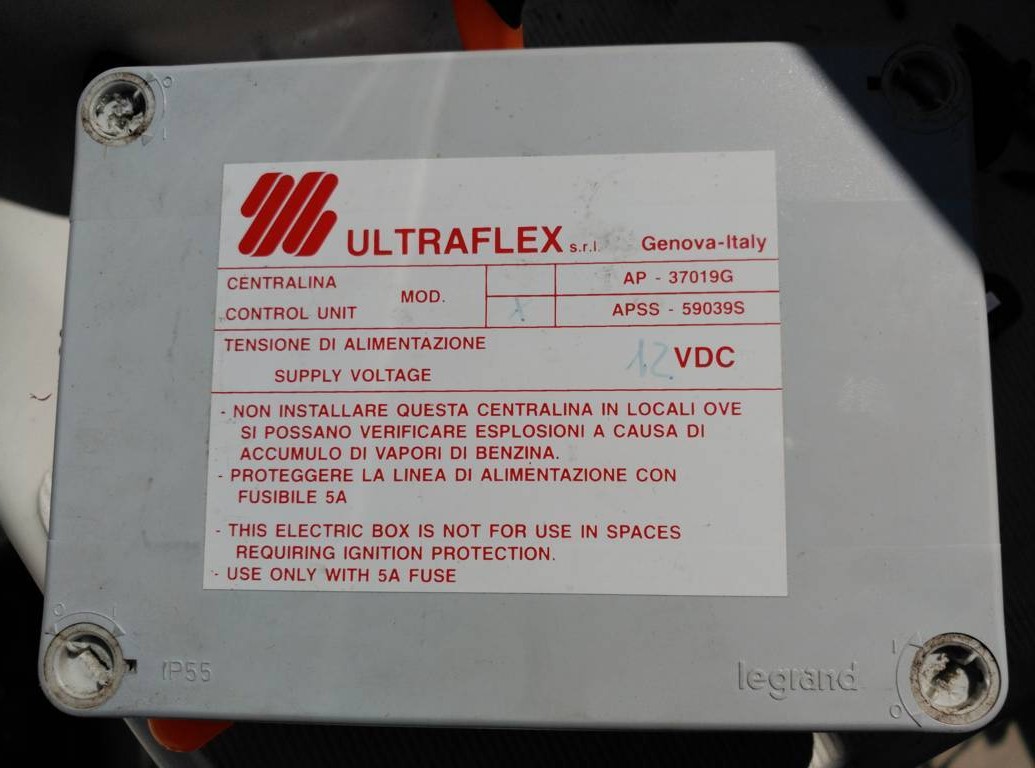 ULTRAFLEX s.r.l. Genova-Italy
CENTRALINA
CONTROL UNIT
MOD.
AP - 37019G
X APSS - 59039S
TENSIONE DI ALIMENTAZIONE
SUPPLY VOLTAGE
12 VDC
- NON INSTALLARE QUESTA CENTRALINA IN LOCALI OVE
SI POSSANO VERIFICARE ESPLOSIONI A CAUSA DI
ACCUMULO DI VAPORI DI BENZINA.
- PROTEGGERE LA LINEA DI ALIMENTAZIONE CON
FUSIBILE 5A
- THIS ELECTRIC BOX IS NOT FOR USE IN SPACES
REQUIRING IGNITION PROTECTION.
- USE ONLY WITH 5A FUSE
IP55
legrand